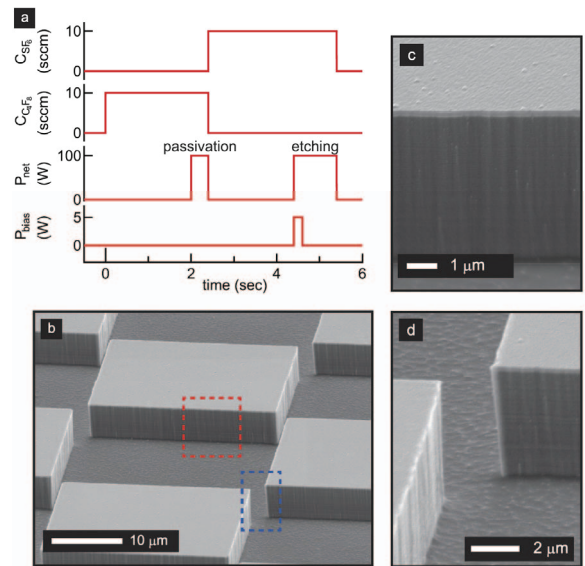 a
C_SF6 (sccm)
10
0
C_C4F8 (sccm)
10
0
passivation
etching
P_net (W)
100
0
P_bias (W)
5
0
0
2
4
6
time (sec)
c
1 μm
b
10 μm
d
2 μm